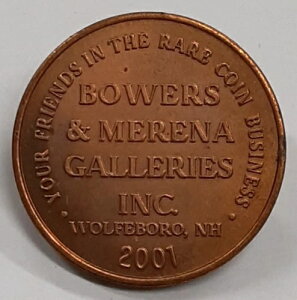 · YOUR FRIENDS IN THE RARE COIN BUSINESS ·
BOWERS
& MERENA
GALLERIES
INC.
WOLFEBORO, NH
2001